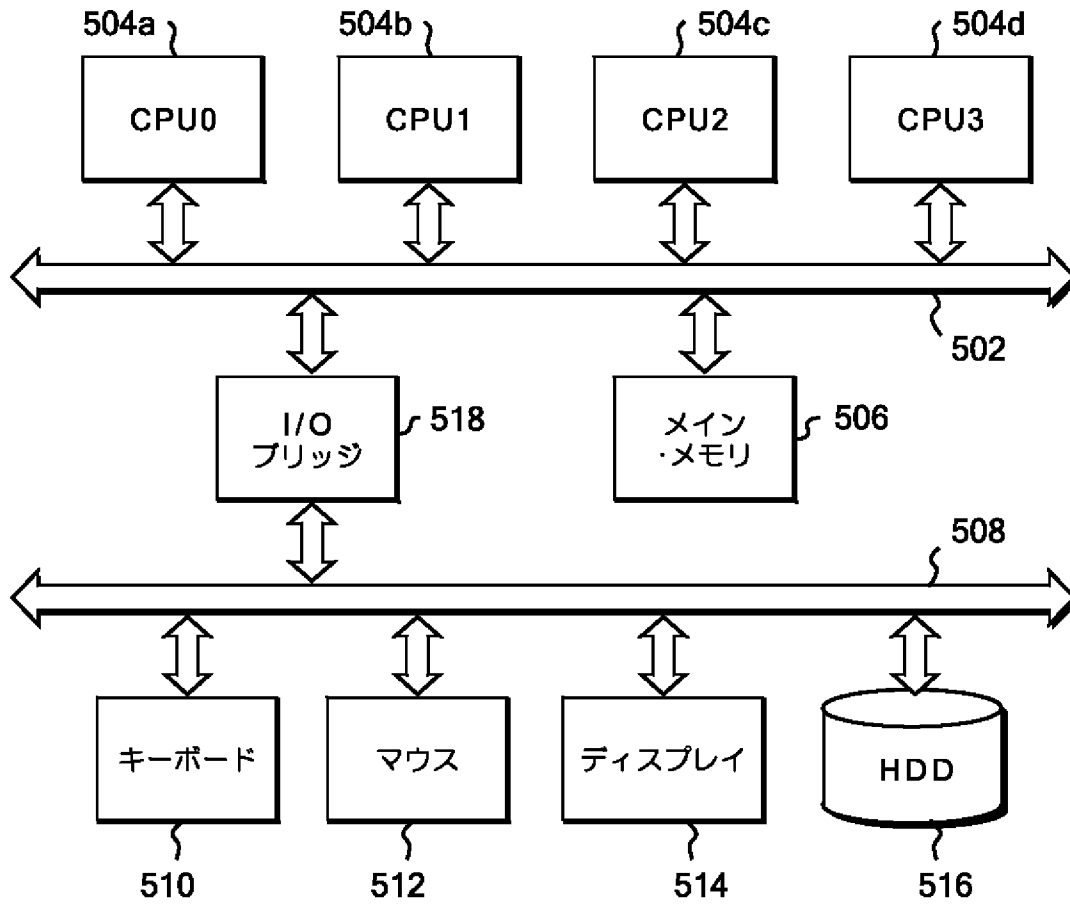 504a
504b
504c
504d
CPU0
CPU1
CPU2
CPU3
502
I/O
ブリッジ
518
メイン
・メモリ
506
508
キーボード
マウス
ディスプレイ
HDD
510
512
514
516